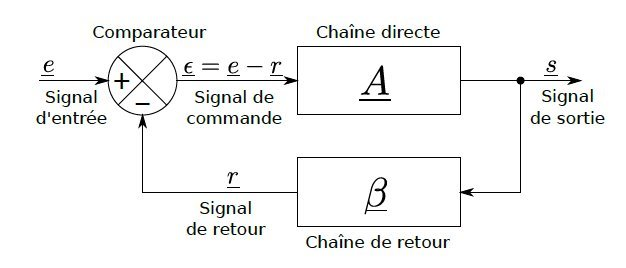 Comparateur
Chaîne directe
e
ϵ = e − r
A
s
+
−
Signal
d'entrée
Signal de
commande
Signal
de sortie
r
β
Signal
de retour
Chaîne de retour